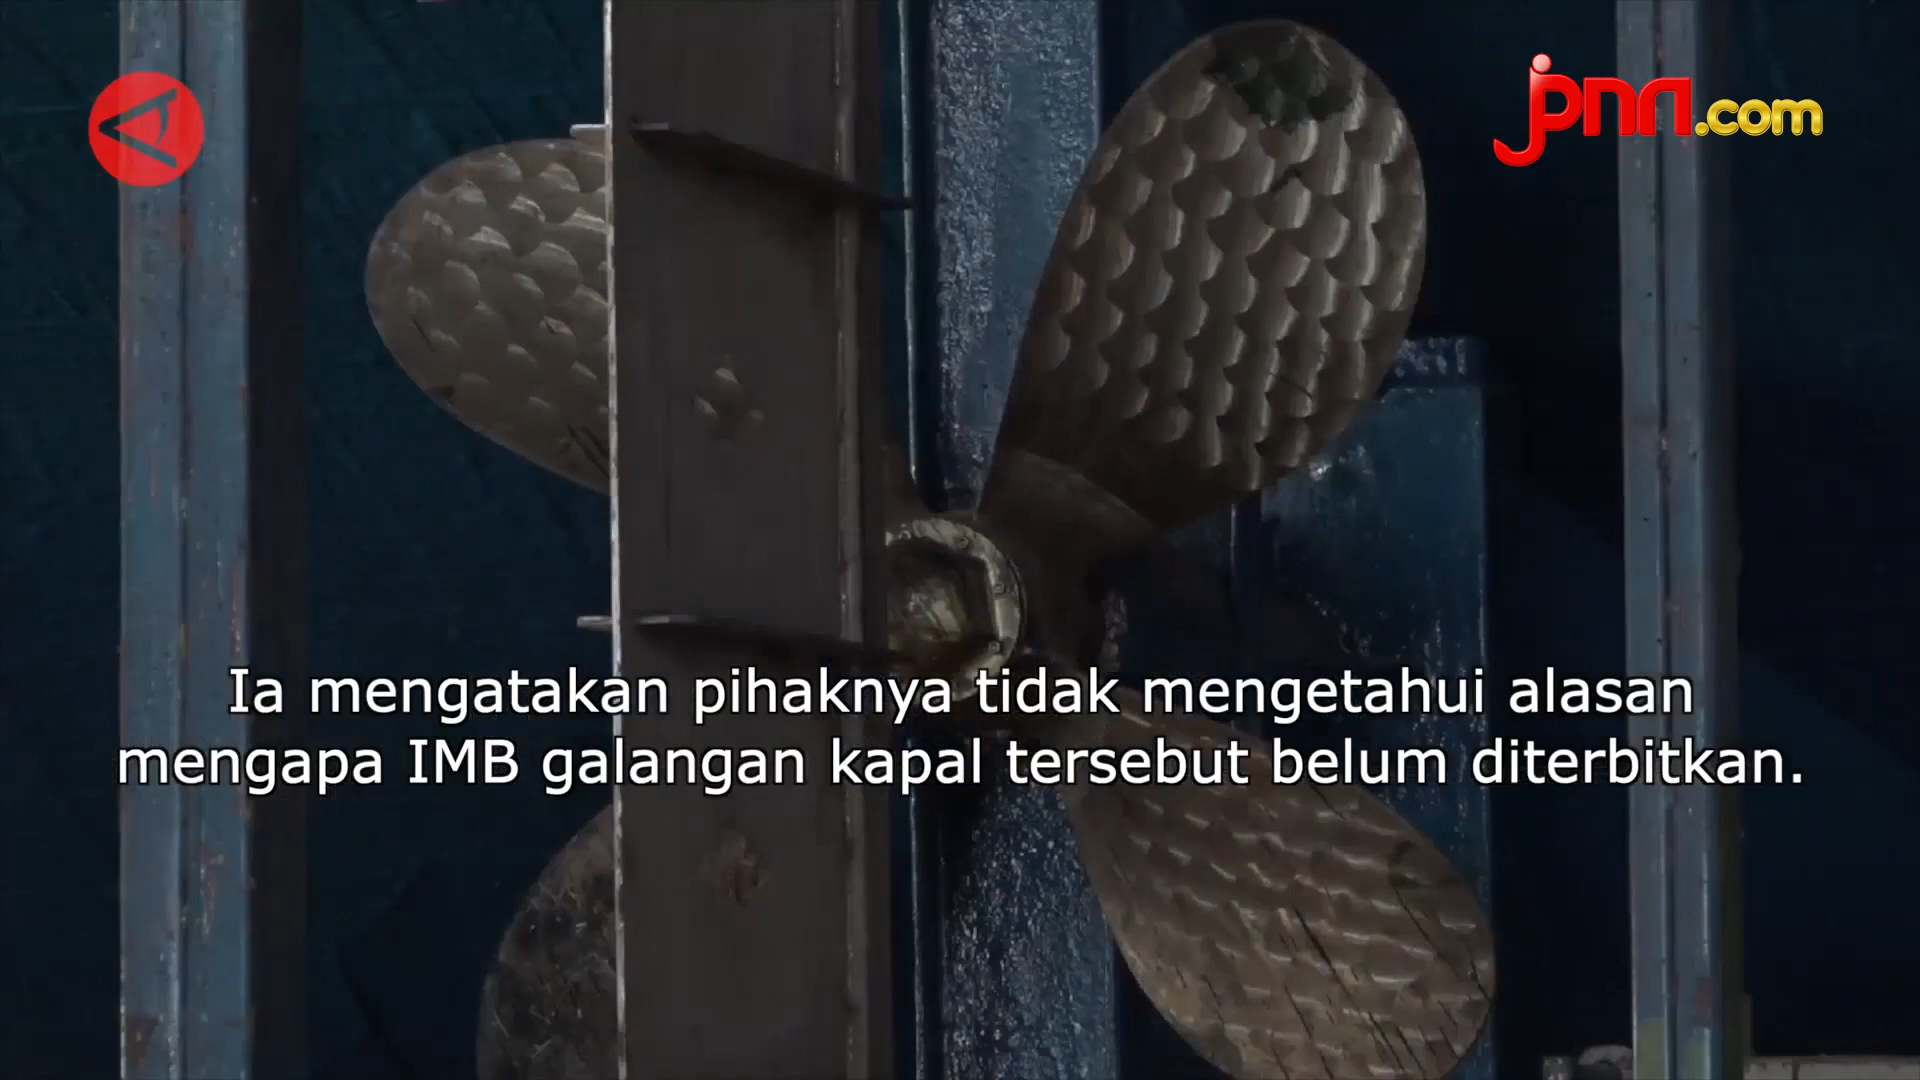 jpnn.com
Ia mengatakan pihaknya tidak mengetahui alasan
mengapa IMB galangan kapal tersebut belum diterbitkan.